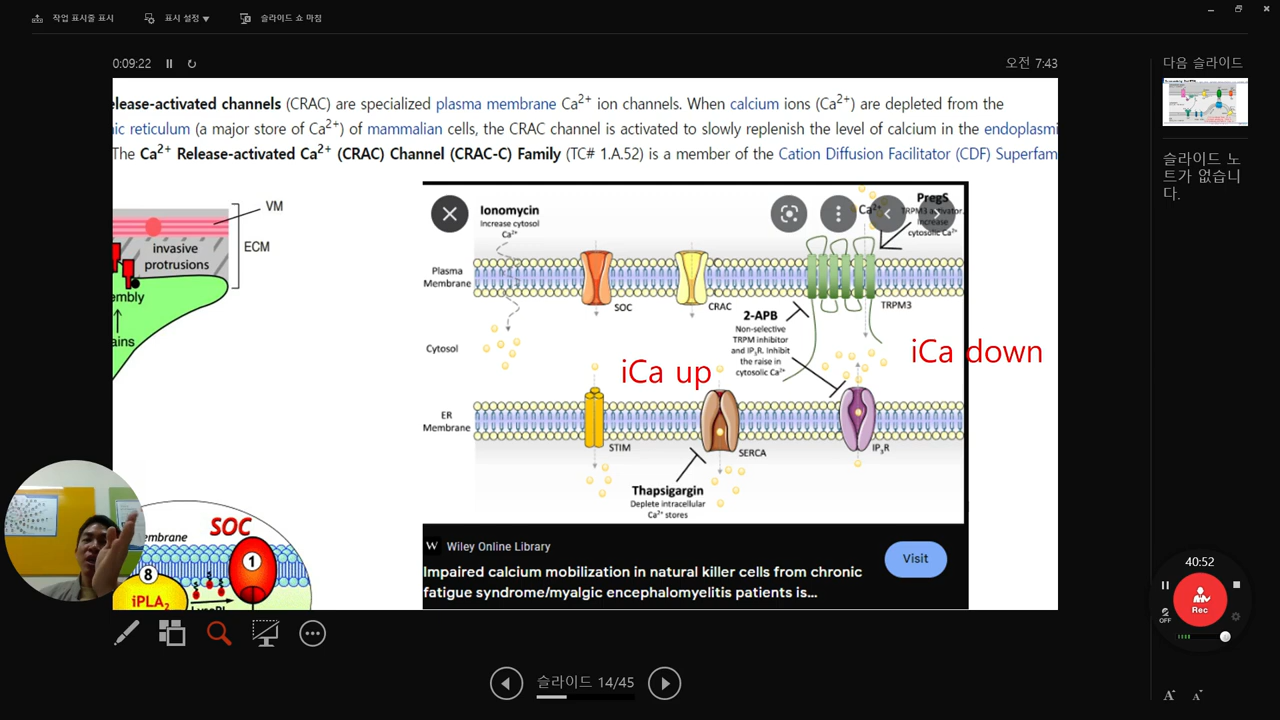 작업 표시줄 표시
표시 설정 ▼
슬라이드 쇼 마침
0:09:22
오전 7:43
다음 슬라이드
elease-activated channels (CRAC) are specialized plasma membrane Ca2+ ion channels. When calcium ions (Ca2+) are depleted from the
ic reticulum (a major store of Ca2+) of mammalian cells, the CRAC channel is activated to slowly replenish the level of calcium in the endoplasmi
The Ca2+ Release-activated Ca2+ (CRAC) Channel (CRAC-C) Family (TC# 1.A.52) is a member of the Cation Diffusion Facilitator (CDF) Superfam
슬라이드 노
트가 없습니
다.
VM
ECM
invasive
protrusions
embly
ains
Ionomycin
Increase cytosol
Ca2+
Ca2+
PregS
TRPM3 activator.
Increase
cytosolic Ca2+
Plasma
Membrane
SOC
CRAC
TRPM3
2-APB
Non-selective
TRPM inhibitor
and IP3R. Inhibit
the raise in
cytosolic Ca2+
Cytosol
iCa up
iCa down
ER
Membrane
STIM
SERCA
IP3R
Thapsigargin
Deplete intracellular
Ca2+ stores
SOC
embrane
1
8
iPLA2
W Wiley Online Library
Visit
Impaired calcium mobilization in natural killer cells from chronic
fatigue syndrome/myalgic encephalomyelitis patients is...
40:52
Rec
OFF
슬라이드 14/45
A A